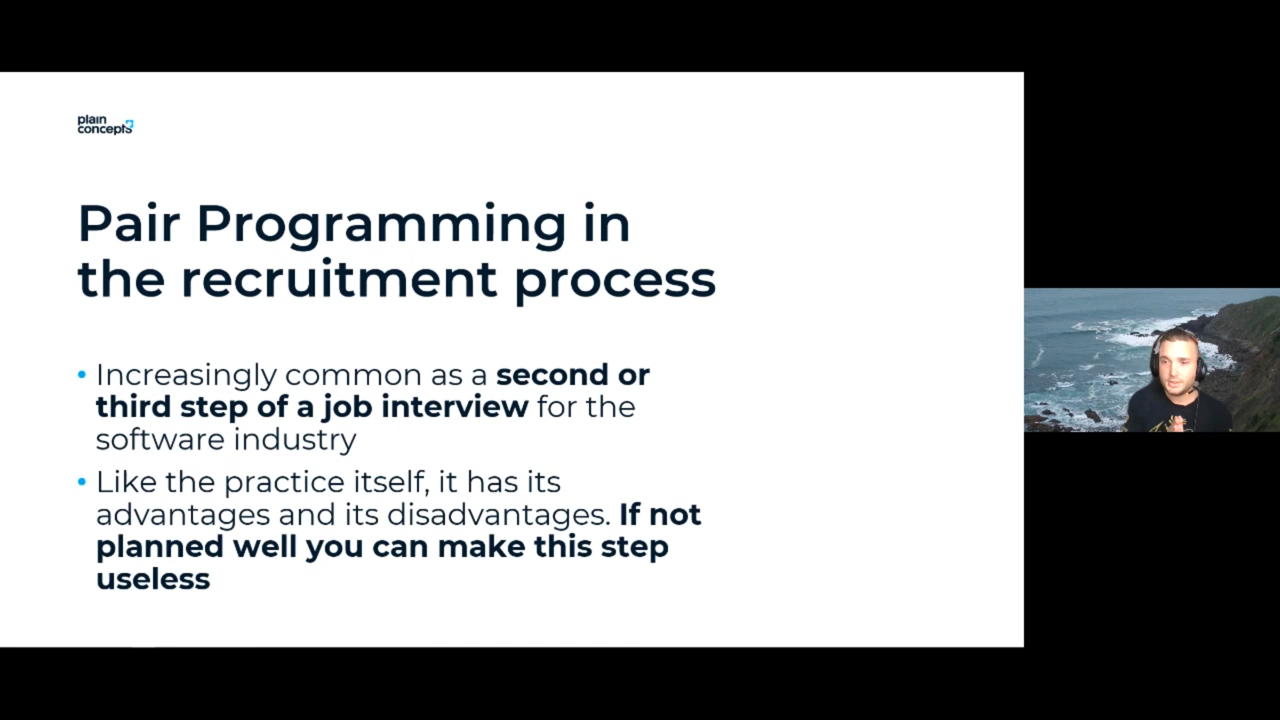 plain
concepts
Pair Programming in
the recruitment process
• Increasingly common as a second or
third step of a job interview for the
software industry
• Like the practice itself, it has its
advantages and its disadvantages. If not
planned well you can make this step
useless